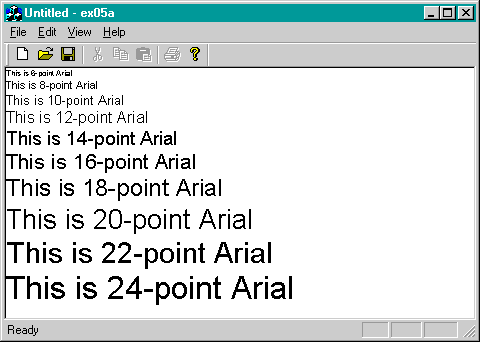 Untitled - ex05a
File Edit View Help
This is 6-point Arial
This is 8-point Arial
This is 10-point Arial
This is 12-point Arial
This is 14-point Arial
This is 16-point Arial
This is 18-point Arial
This is 20-point Arial
This is 22-point Arial
This is 24-point Arial
Ready